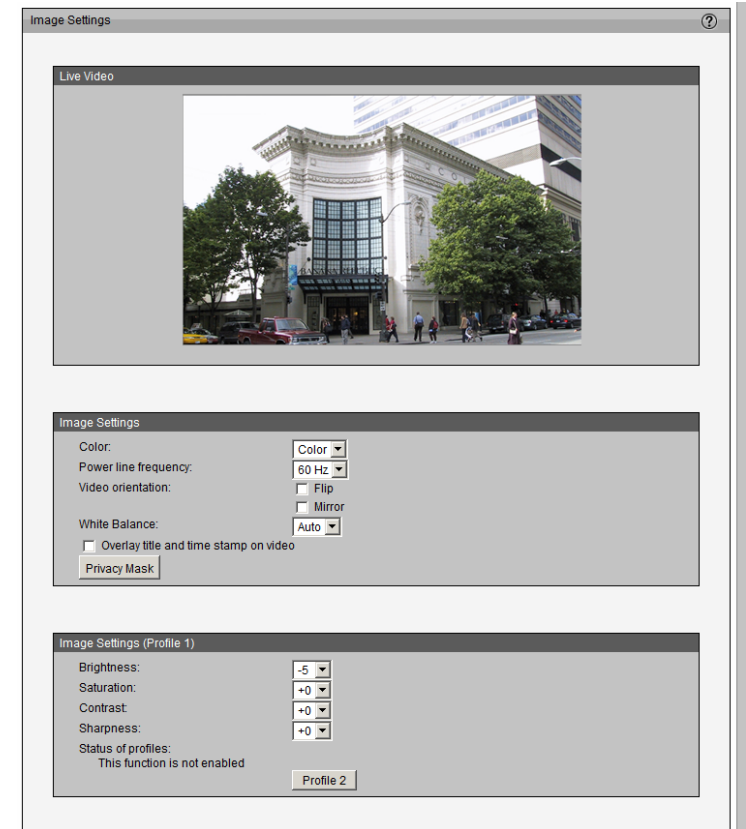 Image Settings
Live Video
Image Settings
Color: Color
Power line frequency: 60 Hz
Video orientation: Flip
Mirror
White Balance: Auto
Overlay title and time stamp on video
Privacy Mask
Image Settings (Profile 1)
Brightness: -5
Saturation: +0
Contrast: +0
Sharpness: +0
Status of profiles:
This function is not enabled
Profile 2